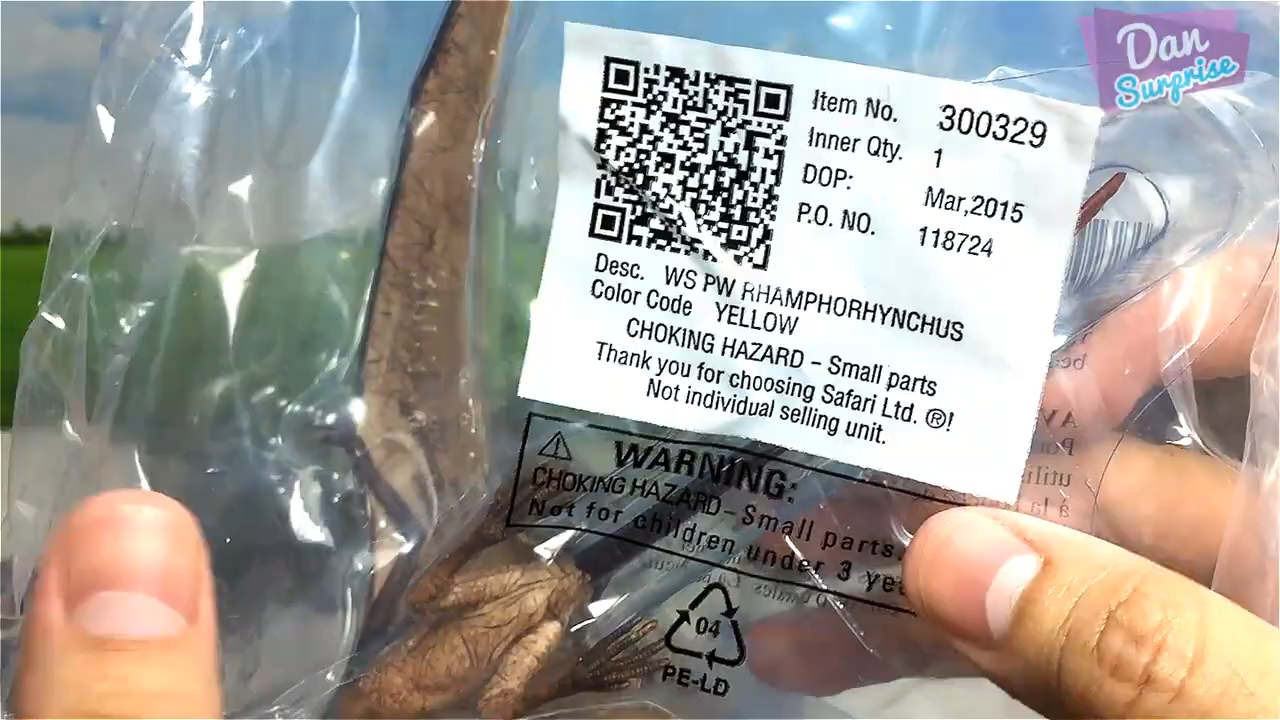 Dan
Surprise
Item No. 300329
Inner Qty. 1
DOP: Mar,2015
P.O. NO. 118724
Desc. WS PW RHAMPHORHYNCHUS
Color Code YELLOW
CHOKING HAZARD – Small parts
Thank you for choosing Safari Ltd. ®!
Not individual selling unit.
WARNING:
CHOKING HAZARD – Small parts.
Not for children under 3
04
PE-LD